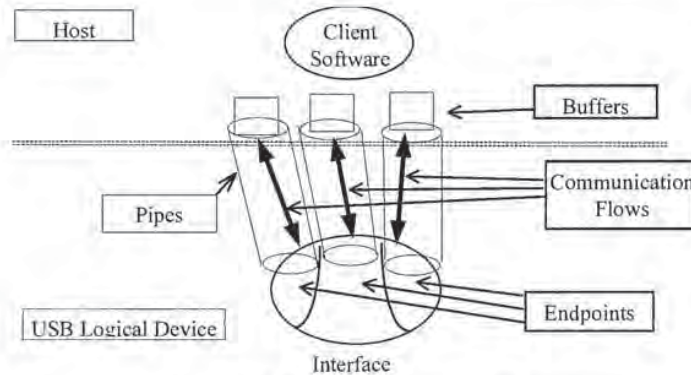 Host
Client
Software
Buffers
Pipes
Communication
Flows
USB Logical Device
Endpoints
Interface